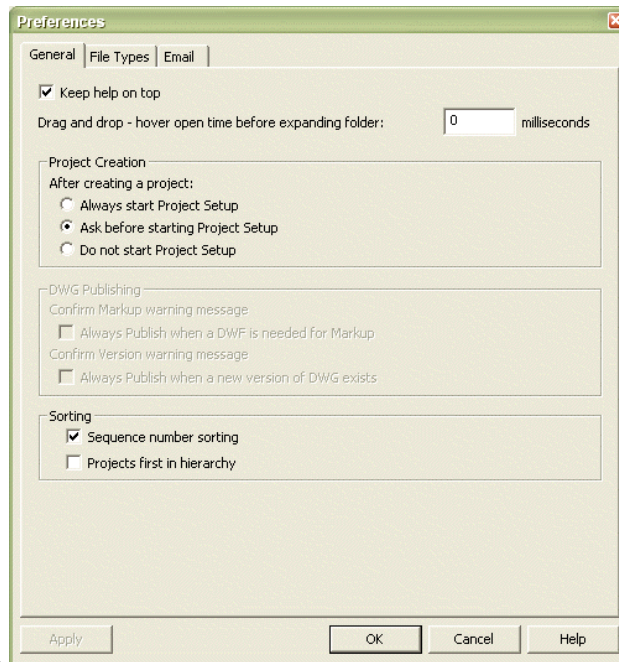 Preferences
General File Types Email
Keep help on top
Drag and drop - hover open time before expanding folder: 0 milliseconds
Project Creation
After creating a project:
Always start Project Setup
Ask before starting Project Setup
Do not start Project Setup
DWG Publishing
Confirm Markup warning message
Always Publish when a DWF is needed for Markup
Confirm Version warning message
Always Publish when a new version of DWG exists
Sorting
Sequence number sorting
Projects first in hierarchy
Apply OK Cancel Help